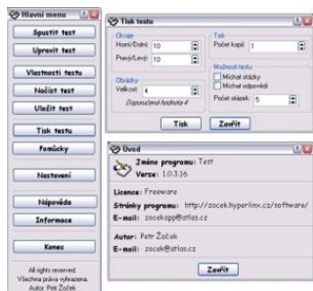 Hlavní menu
Spustit test
Upravit test
Vlastnosti testu
Načíst test
Uložit test
Tisk testu
Pomůcky
Nastavení
Nápověda
Informace
Konec
All rights reserved.
Všechna práva vyhrazena.
Autor: Petr Žoček
Tisk testu
Okraje
Horní/Dolní: 10
Pravý/Levý: 10
Obrázky
Velikost: 4
Doporučená hodnota 4
Tisk
Počet kopií: 1
Možnosti testu
Míchat otázky
Míchat odpovědi
Počet otázek: 5
Tisk
Zavřít
Úvod
Jméno programu: Test
Verze: 1.0.3.16
Licence: Freeware
Stránky programu: http://zocek.hyperlinx.cz/software/
E-mail: zocekapp@atlas.cz
Autor: Petr Žoček
E-mail: zocek@atlas.cz
Zavřít